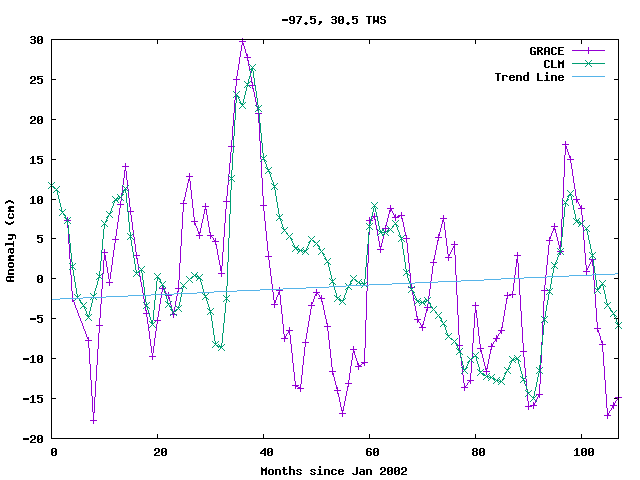 -97.5, 30.5 TWS
GRACE
CLM
Trend Line
30
25
20
15
10
5
0
-5
-10
-15
-20
Anomaly (cm)
0 20 40 60 80 100
Months since Jan 2002